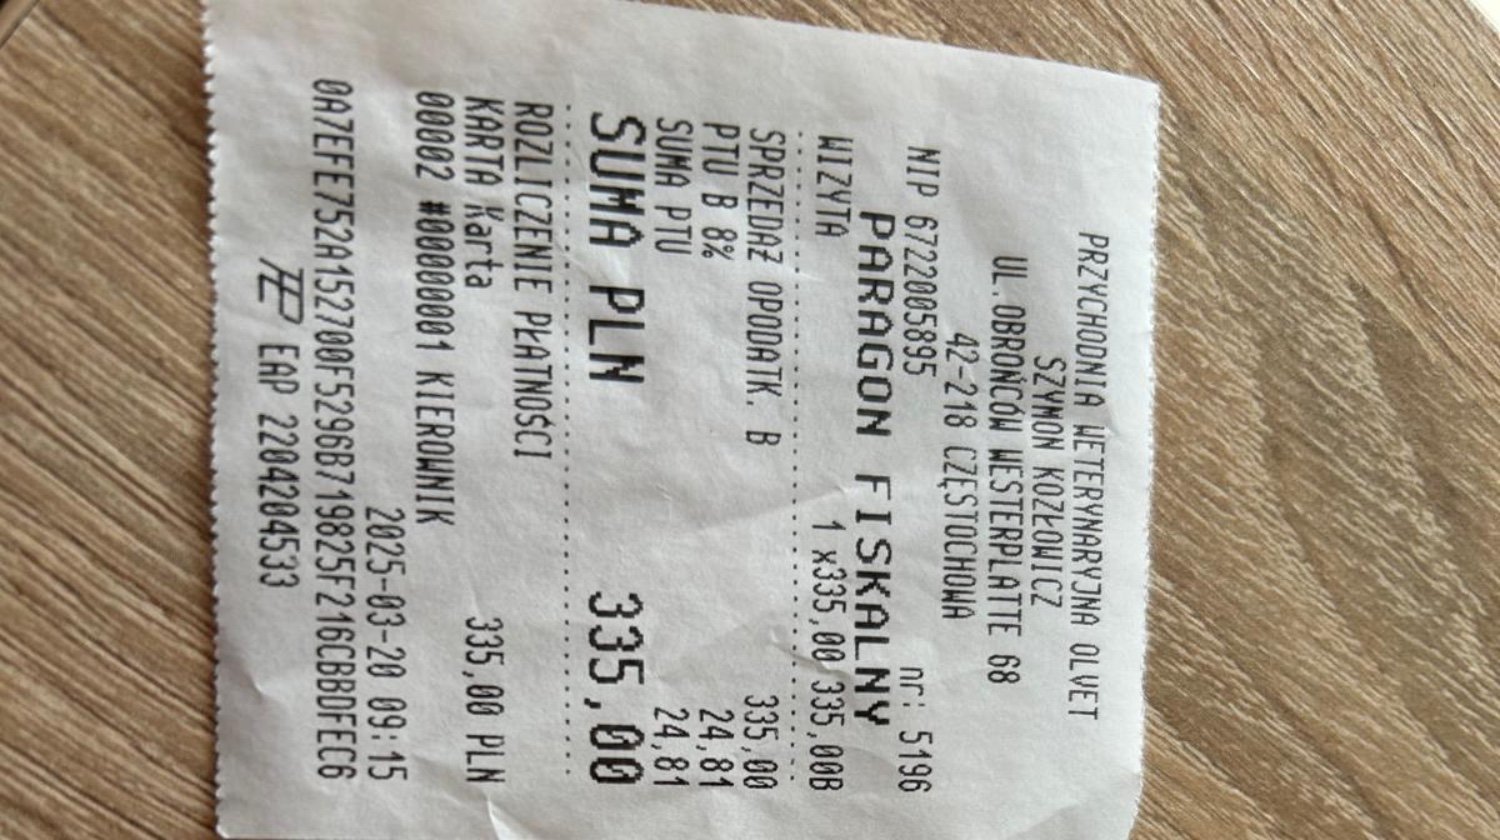 PRZYCHODNIA WETERYNARYJNA OLVET
SZYMON KOZŁOWICZ
UL.OBROŃCÓW WESTERPLATTE 68
42-218 CZĘSTOCHOWA
NIP 6722005895 nr: 5196
PARAGON FISKALNY
WIZYTA 1 x335,00 335,00B
SPRZEDAŻ OPODATK. B 335,00
PTU B 8% 24,81
SUMA PTU 24,81
SUMA PLN 335,00
ROZLICZENIE PŁATNOŚCI
KARTA Karta 335,00 PLN
00002 #00000001 KIEROWNIK
2025-03-20 09:15
0A7EFE752A152700F5296B719825F216CBBDFEC6
EAP 2204204533